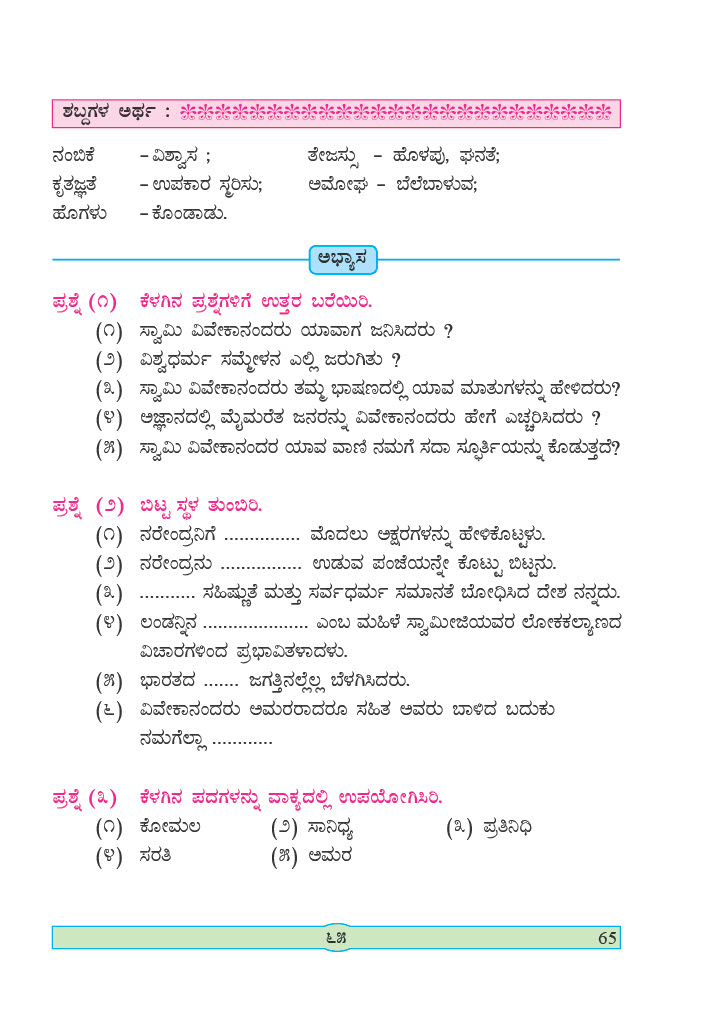 ಶಬ್ದಗಳ ಅರ್ಥ :
ನಂಬಿಕೆ – ವಿಶ್ವಾಸ ; ತೇಜಸ್ಸು – ಹೊಳಪು, ಘನತೆ;
ಕೃತಜ್ಞತೆ – ಉಪಕಾರ ಸ್ಮರಿಸು; ಅಮೋಘ – ಬೆಲೆಬಾಳುವ;
ಹೊಗಳು – ಕೊಂಡಾಡು.
ಅಭ್ಯಾಸ
ಪ್ರಶ್ನೆ (೧) ಕೆಳಗಿನ ಪ್ರಶ್ನೆಗಳಿಗೆ ಉತ್ತರ ಬರೆಯಿರಿ.
(೧) ಸ್ವಾಮಿ ವಿವೇಕಾನಂದರು ಯಾವಾಗ ಜನಿಸಿದರು ?
(೨) ವಿಶ್ವಧರ್ಮ ಸಮ್ಮೇಳನ ಎಲ್ಲಿ ಜರುಗಿತು ?
(೩) ಸ್ವಾಮಿ ವಿವೇಕಾನಂದರು ತಮ್ಮ ಭಾಷಣದಲ್ಲಿ ಯಾವ ಮಾತುಗಳನ್ನು ಹೇಳಿದರು?
(೪) ಅಜ್ಞಾನದಲ್ಲಿ ಮೈಮರೆತ ಜನರನ್ನು ವಿವೇಕಾನಂದರು ಹೇಗೆ ಎಚ್ಚರಿಸಿದರು ?
(೫) ಸ್ವಾಮಿ ವಿವೇಕಾನಂದರ ಯಾವ ವಾಣಿ ನಮಗೆ ಸದಾ ಸ್ಫೂರ್ತಿಯನ್ನು ಕೊಡುತ್ತದೆ?
ಪ್ರಶ್ನೆ (೨) ಬಿಟ್ಟ ಸ್ಥಳ ತುಂಬಿರಿ.
(೧) ನರೇಂದ್ರನಿಗೆ ............... ಮೊದಲು ಅಕ್ಷರಗಳನ್ನು ಹೇಳಿಕೊಟ್ಟಳು.
(೨) ನರೇಂದ್ರನು ................ ಉಡುವ ಪಂಜೆಯನ್ನೇ ಕೊಟ್ಟು ಬಿಟ್ಟನು.
(೩) ........... ಸಹಿಷ್ಣುತೆ ಮತ್ತು ಸರ್ವಧರ್ಮ ಸಮಾನತೆ ಬೋಧಿಸಿದ ದೇಶ ನನ್ನದು.
(೪) ಲಂಡನ್ನಿನ ..................... ಎಂಬ ಮಹಿಳೆ ಸ್ವಾಮೀಜಿಯವರ ಲೋಕಕಲ್ಯಾಣದ
ವಿಚಾರಗಳಿಂದ ಪ್ರಭಾವಿತಳಾದಳು.
(೫) ಭಾರತದ ....... ಜಗತ್ತಿನಲ್ಲೆಲ್ಲ ಬೆಳಗಿಸಿದರು.
(೬) ವಿವೇಕಾನಂದರು ಅಮರರಾದರೂ ಸಹಿತ ಅವರು ಬಾಳಿದ ಬದುಕು
ನಮಗೆಲ್ಲಾ ............
ಪ್ರಶ್ನೆ (೩) ಕೆಳಗಿನ ಪದಗಳನ್ನು ವಾಕ್ಯದಲ್ಲಿ ಉಪಯೋಗಿಸಿರಿ.
(೧) ಕೋಮಲ (೨) ಸಾನಿಧ್ಯ (೩) ಪ್ರತಿನಿಧಿ
(೪) ಸರತಿ (೫) ಅಮರ
೬೫ 65